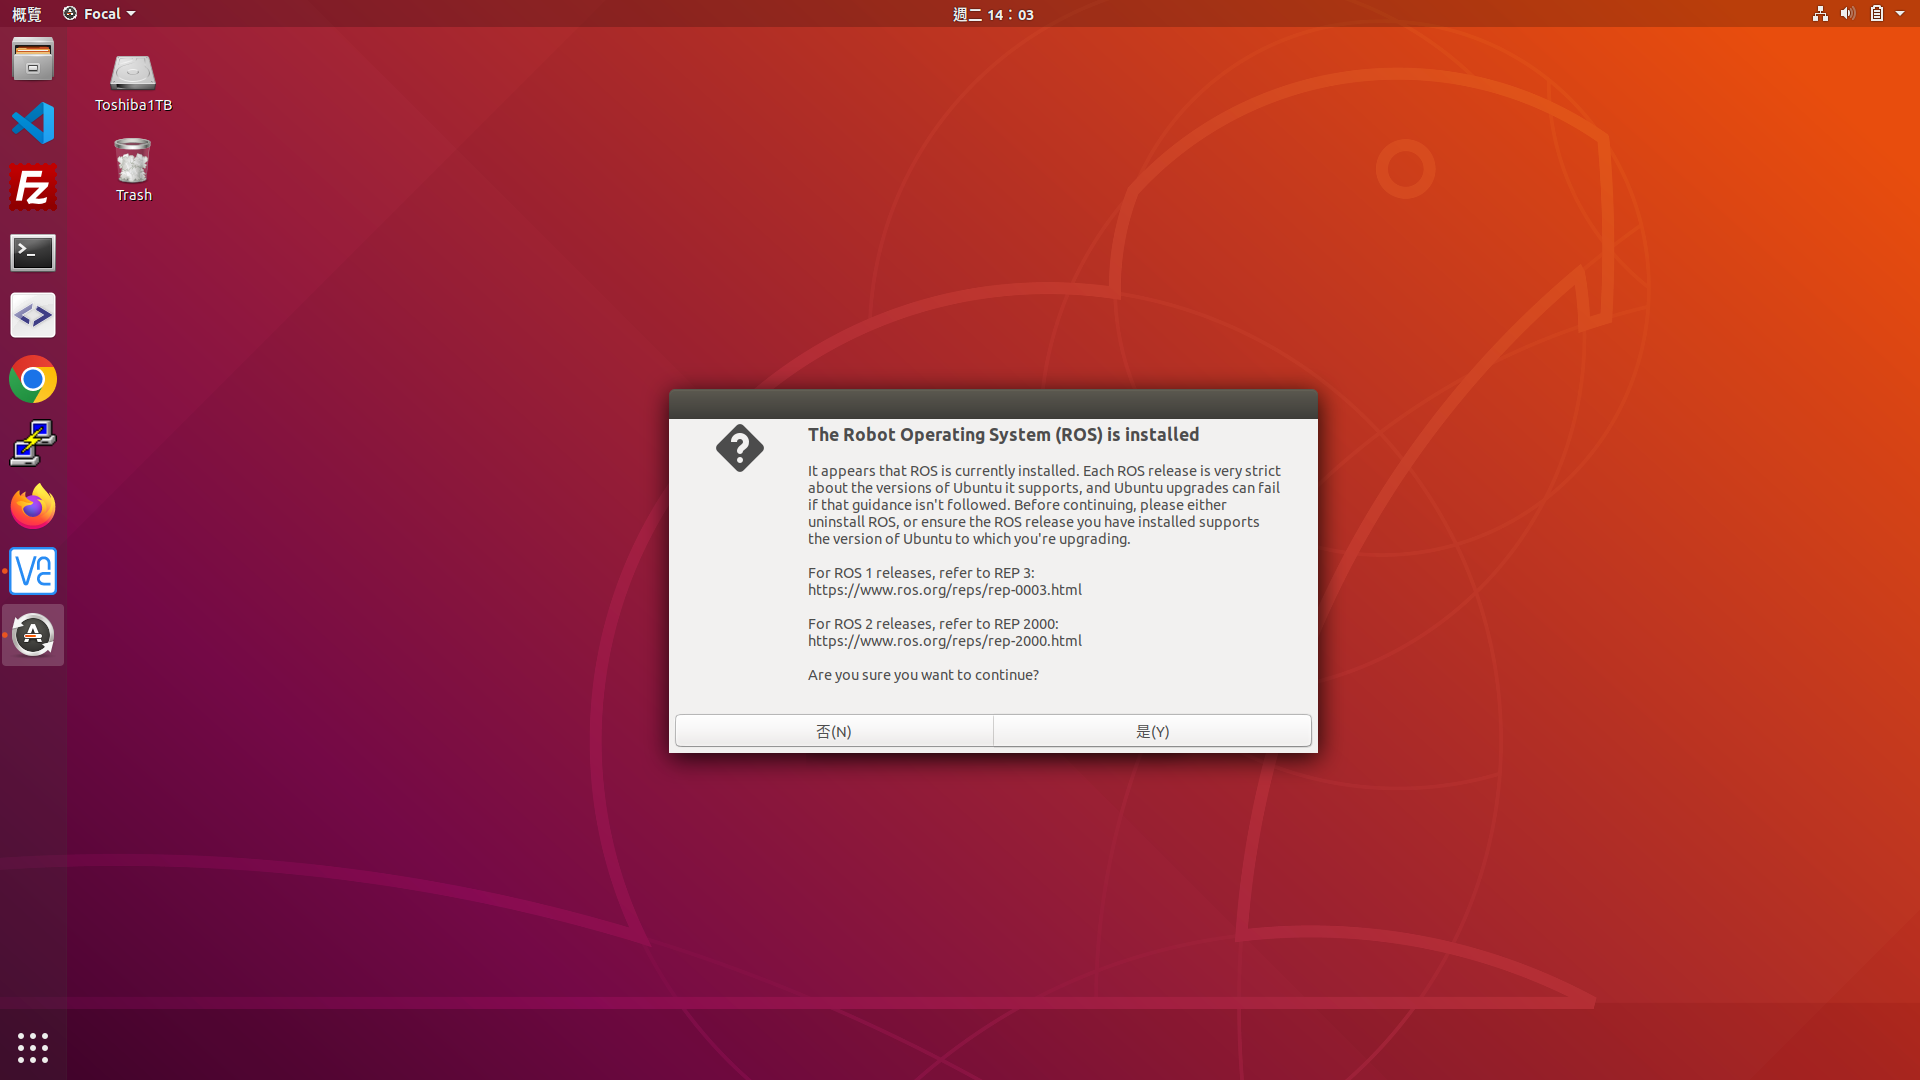 概覽
Focal
週二 14：03
Toshiba1TB
Trash
Fz
>_
<>
Vnc
A
The Robot Operating System (ROS) is installed
It appears that ROS is currently installed. Each ROS release is very strict
about the versions of Ubuntu it supports, and Ubuntu upgrades can fail
if that guidance isn't followed. Before continuing, please either
uninstall ROS, or ensure the ROS release you have installed supports
the version of Ubuntu to which you're upgrading.
For ROS 1 releases, refer to REP 3:
https://www.ros.org/reps/rep-0003.html
For ROS 2 releases, refer to REP 2000:
https://www.ros.org/reps/rep-2000.html
Are you sure you want to continue?
否(N)
是(Y)